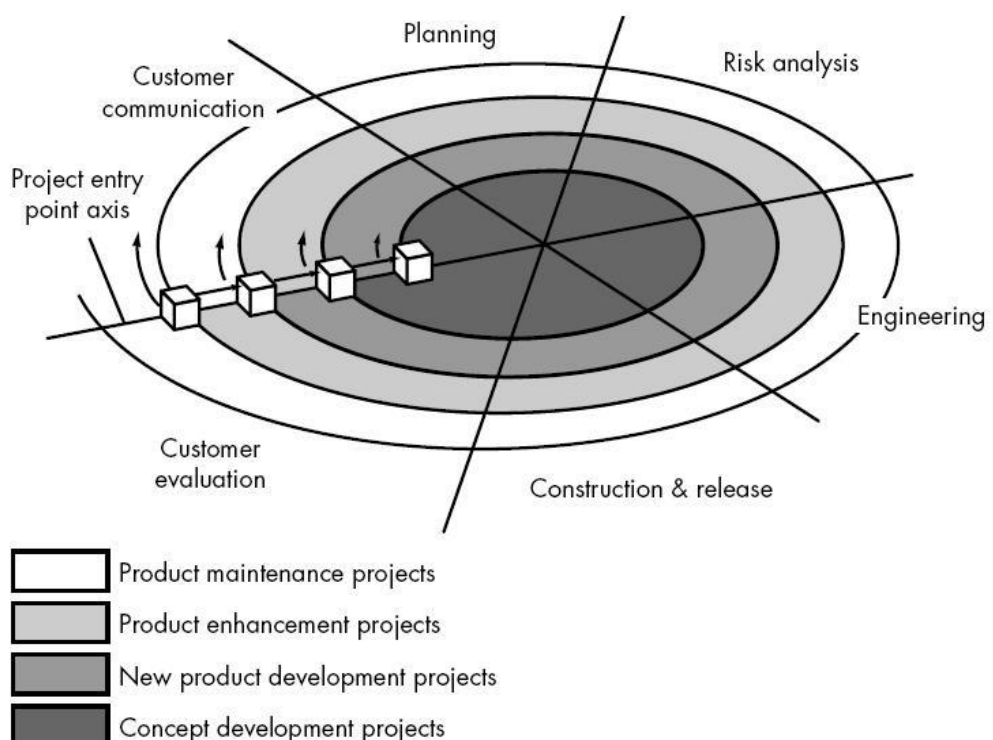 Planning
Risk analysis
Customer
communication
Project entry
point axis
Engineering
Customer
evaluation
Construction & release
Product maintenance projects
Product enhancement projects
New product development projects
Concept development projects